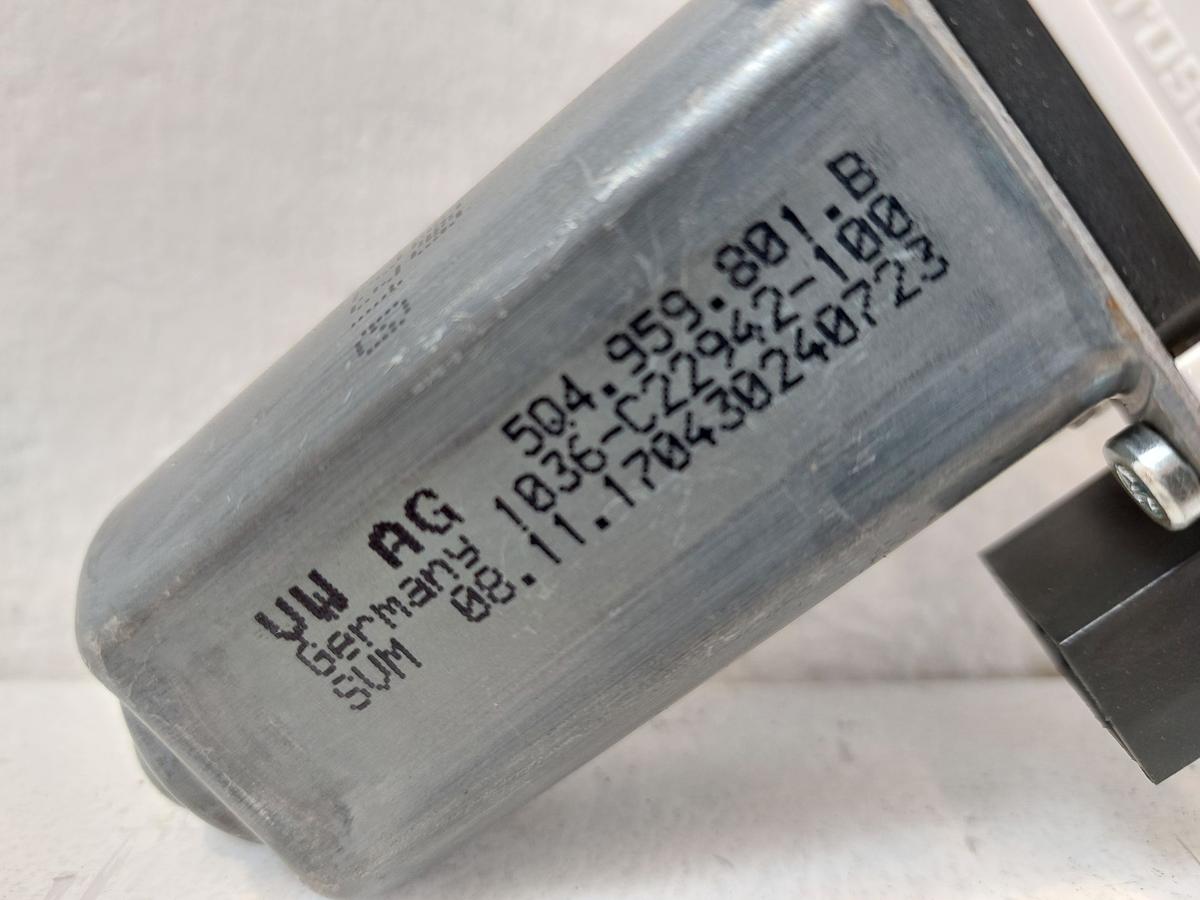 VW AG 5Q4.959.801.B
Germany 1036-C22942-100
SVM 08.11.170430240723